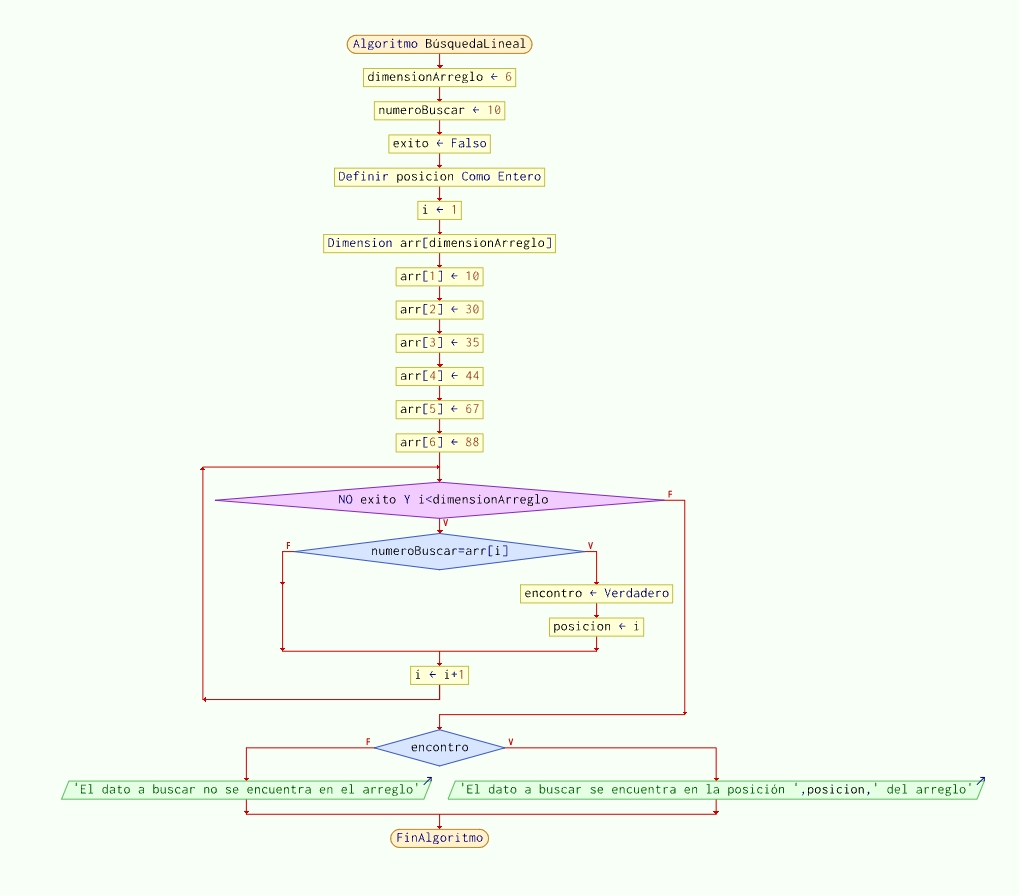 Algoritmo BúsquedaLineal
dimensionArreglo ← 6
numeroBuscar ← 10
exito ← Falso
Definir posicion Como Entero
i ← 1
Dimension arr[dimensionArreglo]
arr[1] ← 10
arr[2] ← 30
arr[3] ← 35
arr[4] ← 44
arr[5] ← 67
arr[6] ← 88
NO exito Y i<dimensionArreglo
F
V
numeroBuscar=arr[i]
F
V
encontro ← Verdadero
posicion ← i
i ← i+1
encontro
F
V
'El dato a buscar no se encuentra en el arreglo'
'El dato a buscar se encuentra en la posición ',posicion,' del arreglo'
FinAlgoritmo